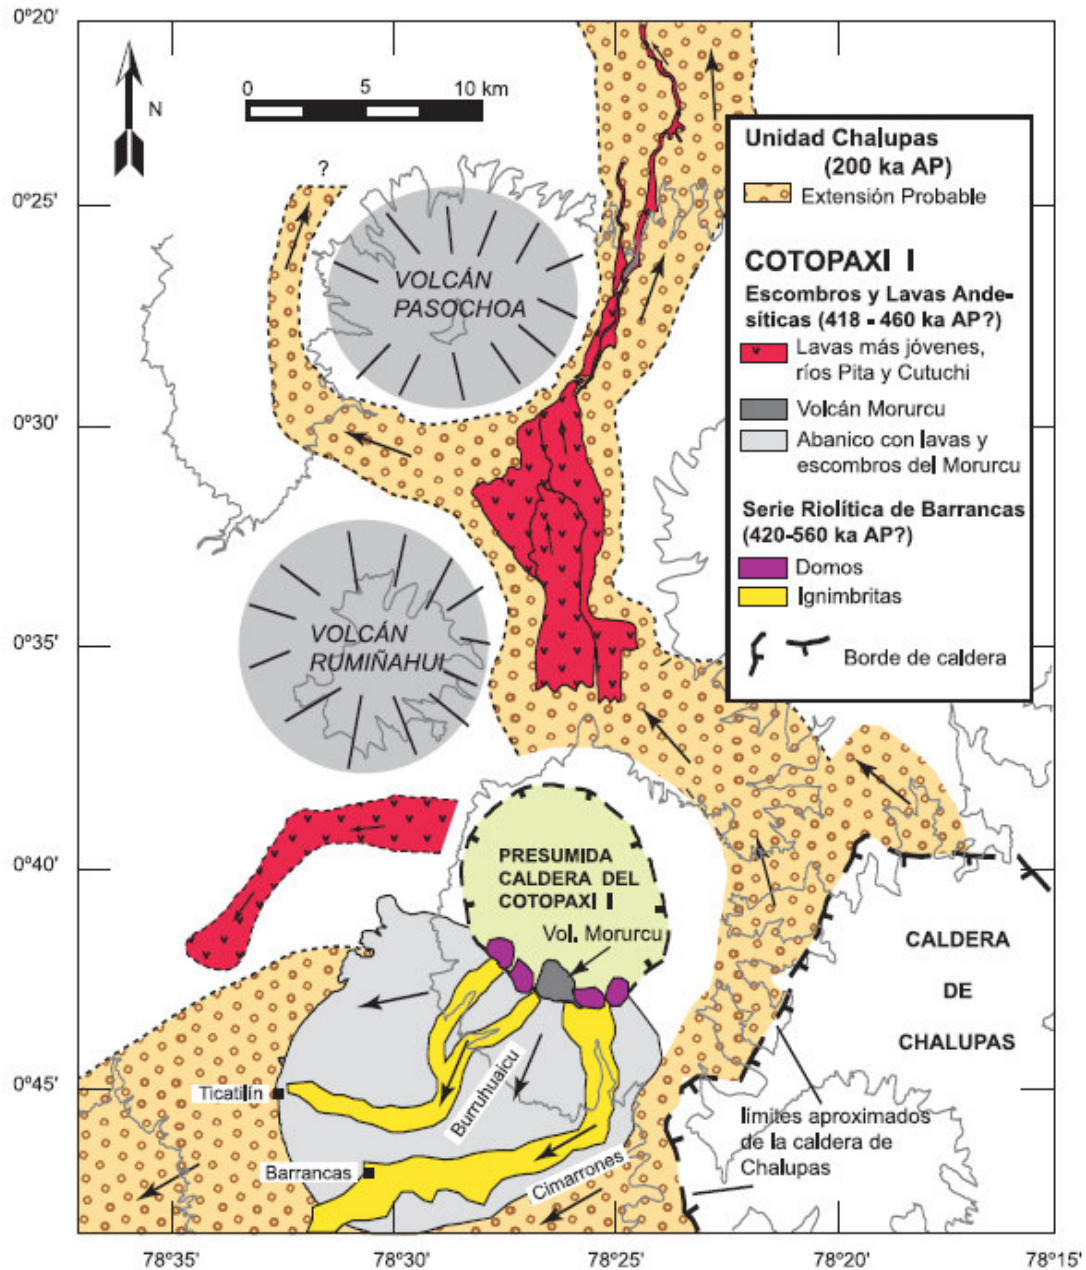 0°20'
0°25'
0°30'
0°35'
0°40'
0°45'
N
0 5 10 km
?
VOLCÁN
PASOCHOA
VOLCÁN
RUMIÑAHUI
Unidad Chalupas
(200 ka AP)
Extensión Probable
COTOPAXI I
Escombros y Lavas Ande-
síticas (418 - 460 ka AP?)
Lavas más jóvenes,
ríos Pita y Cutuchi
Volcán Morurcu
Abanico con lavas y
escombros del Morurcu
Serie Riolítica de Barrancas
(420-560 ka AP?)
Domos
Ignimbritas
Borde de caldera
PRESUMIDA
CALDERA DEL
COTOPAXI I
Vol. Morurcu
CALDERA
DE
CHALUPAS
Ticatilín
Burruhuaicu
Barrancas
Cimarrones
límites aproximados
de la caldera de
Chalupas
78°35' 78°30' 78°25' 78°20' 78°15'